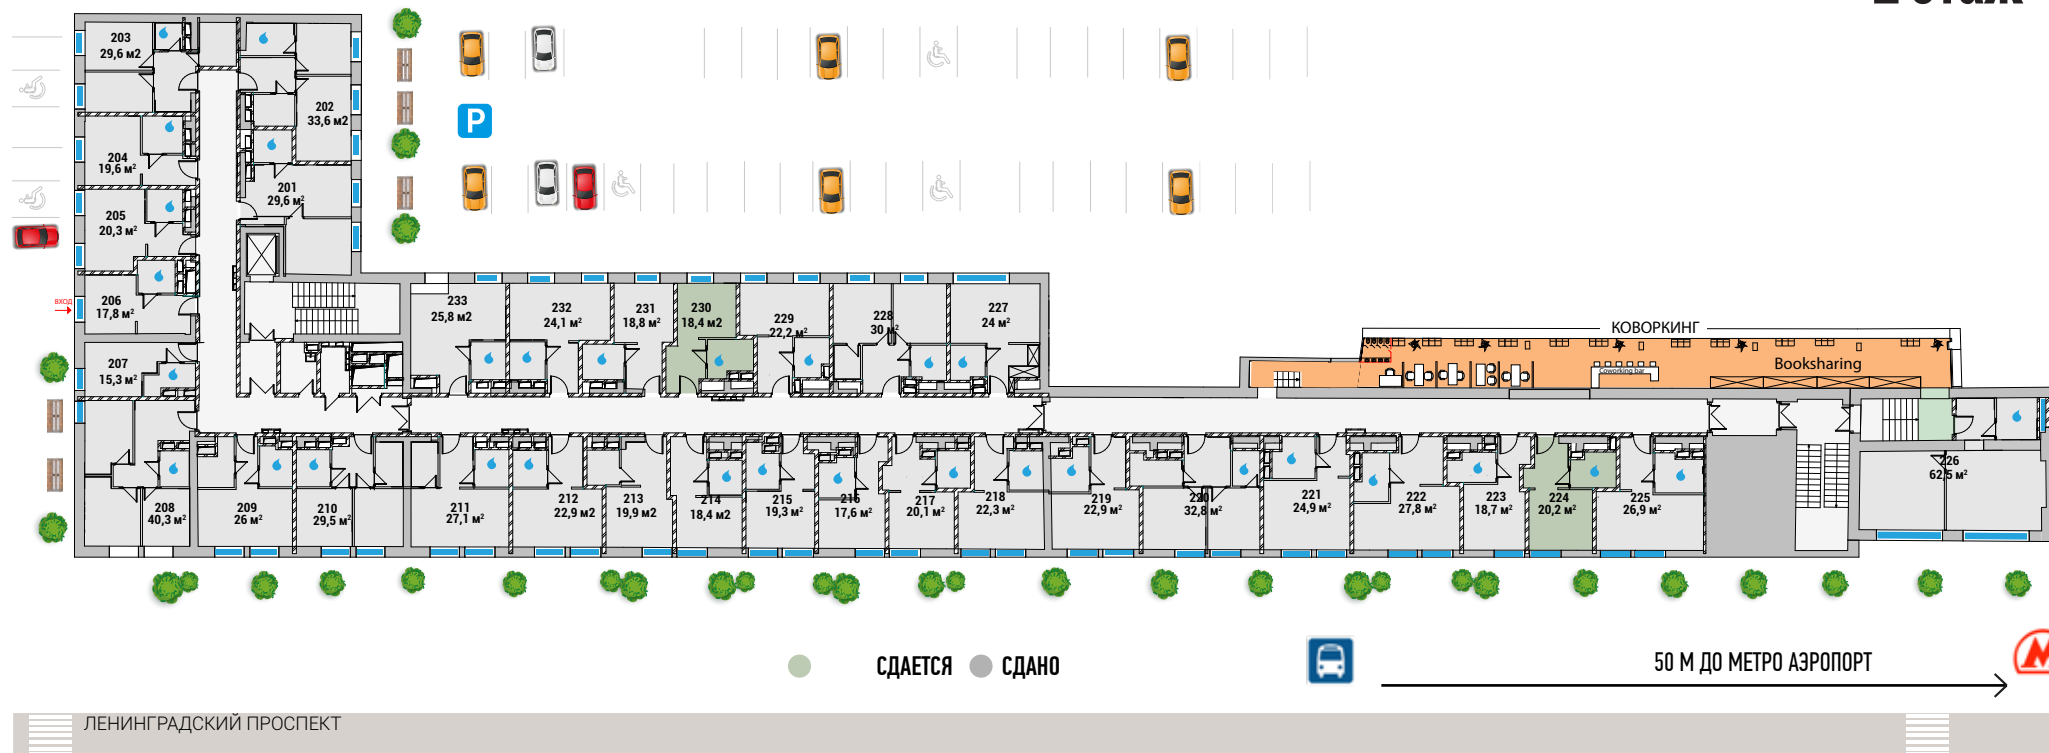 203
29,6 м2
202
33,6 м2
204
19,6 м²
201
29,6 м²
205
20,3 м²
P
206
17,8 м²
ВХОД
207
15,3 м²
233
25,8 м2
232
24,1 м²
231
18,8 м²
230
18,4 м2
229
22,2 м²
228
30 м²
227
24 м²
КОВОРКИНГ
Booksharing
Coworking bar
208
40,3 м²
209
26 м²
210
29,5 м²
211
27,1 м²
212
22,9 м2
213
19,9 м2
214
18,4 м2
215
19,3 м²
216
17,6 м²
217
20,1 м²
218
22,3 м²
219
22,9 м²
220
32,8 м²
221
24,9 м²
222
27,8 м²
223
18,7 м²
224
20,2 м²
225
26,9 м²
226
62,5 м²
СДАЕТСЯ
СДАНО
50 М ДО МЕТРО АЭРОПОРТ
ЛЕНИНГРАДСКИЙ ПРОСПЕКТ